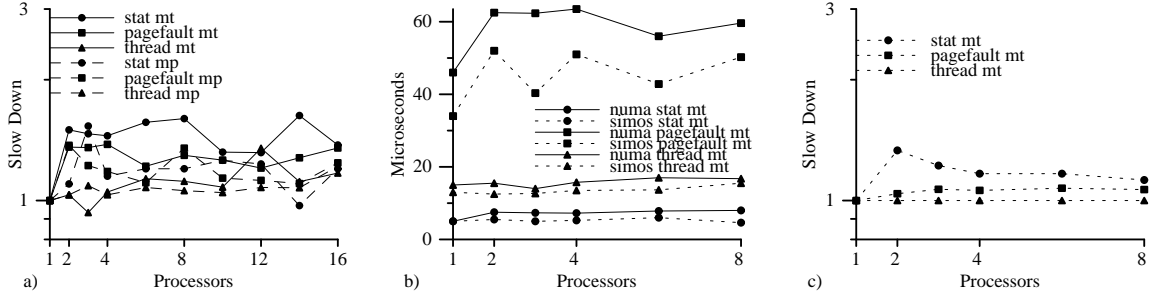 3
1
Slow Down
stat mt
pagefault mt
thread mt
stat mp
pagefault mp
thread mp
1 2 4 8 12 16
a) Processors
60
40
20
0
Microseconds
numa stat mt
simos stat mt
numa pagefault mt
simos pagefault mt
numa thread mt
simos thread mt
1 2 4 8
b) Processors
3
1
Slow Down
stat mt
pagefault mt
thread mt
1 4 8
c) Processors